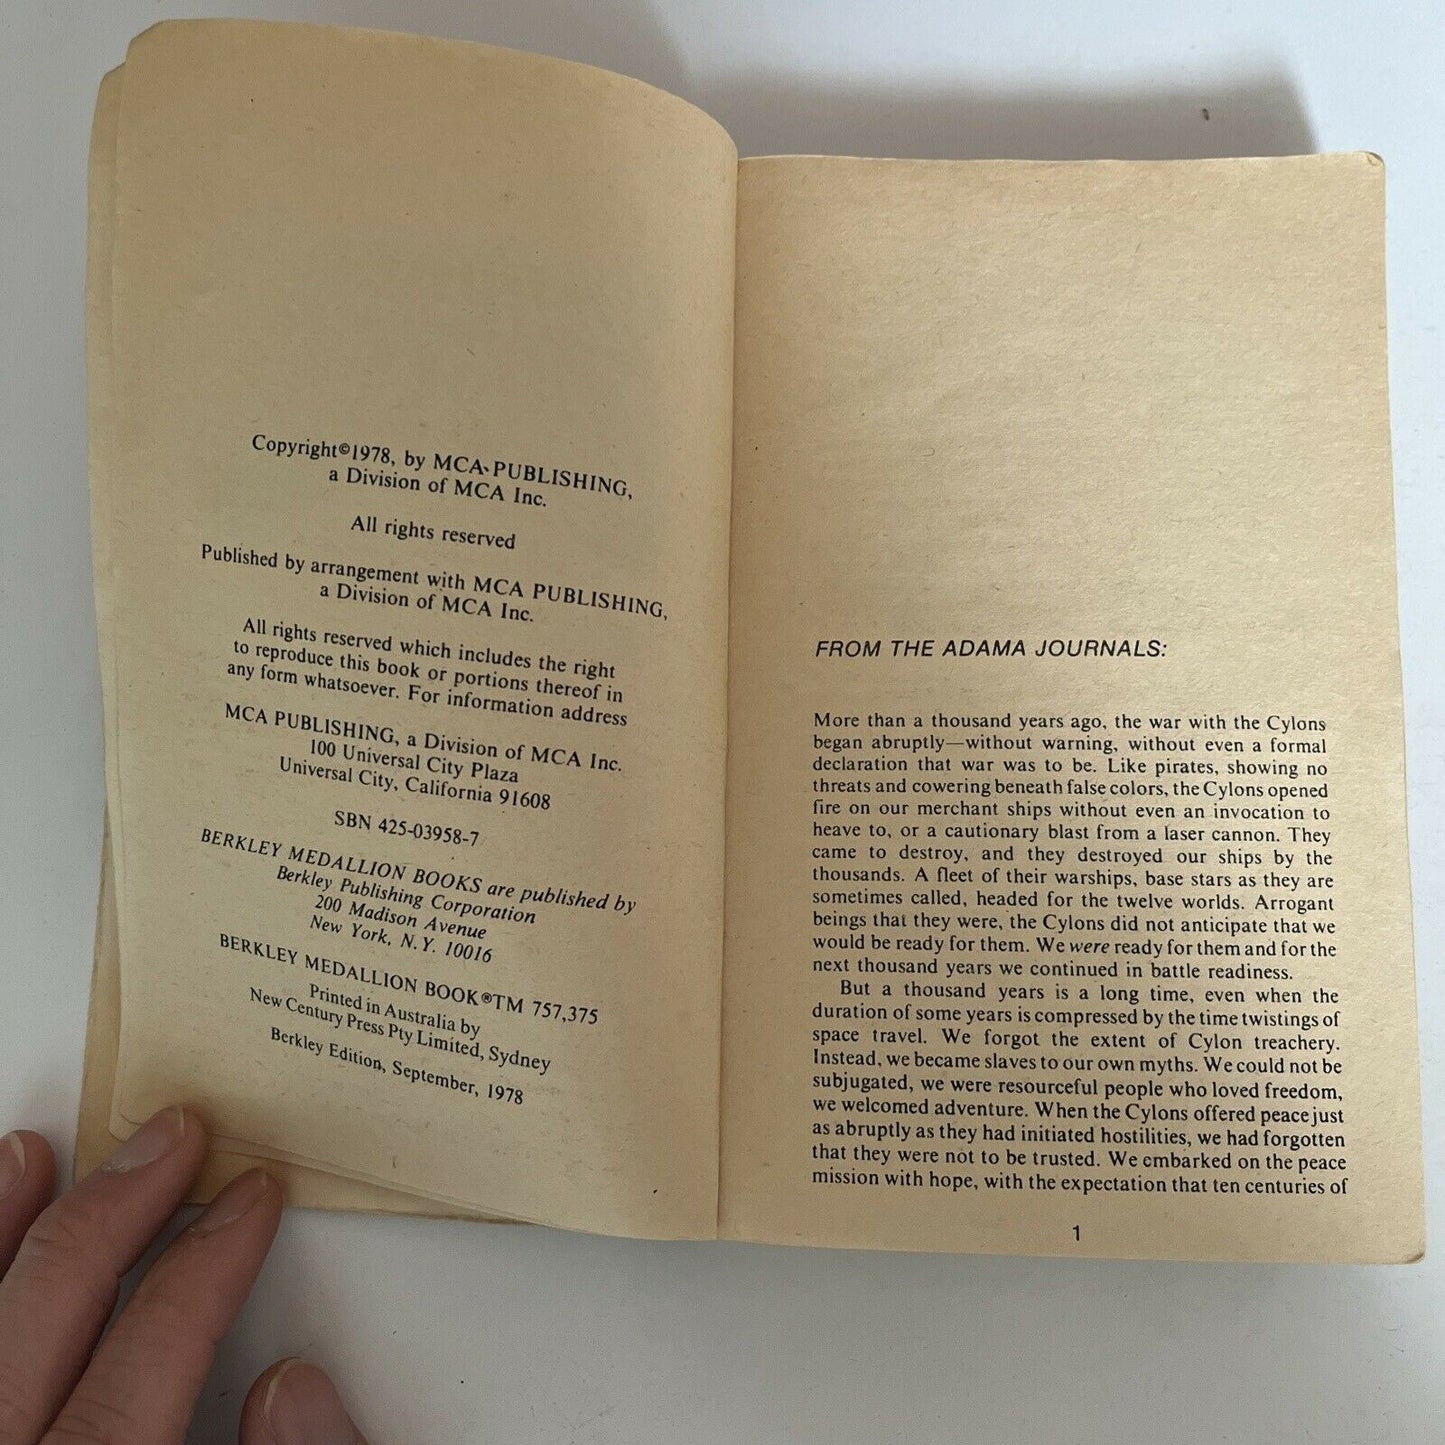 Copyright©1978, by MCA PUBLISHING,
a Division of MCA Inc.
All rights reserved
Published by arrangement with MCA PUBLISHING,
a Division of MCA Inc.
All rights reserved which includes the right
to reproduce this book or portions thereof in
any form whatsoever. For information address
MCA PUBLISHING, a Division of MCA Inc.
100 Universal City Plaza
Universal City, California 91608
SBN 425-03958-7
BERKLEY MEDALLION BOOKS are published by
Berkley Publishing Corporation
200 Madison Avenue
New York, N.Y. 10016
BERKLEY MEDALLION BOOK®TM 757,375
Printed in Australia by
New Century Press Pty Limited, Sydney
Berkley Edition, September, 1978
FROM THE ADAMA JOURNALS:
More than a thousand years ago, the war with the Cylons
began abruptly—without warning, without even a formal
declaration that war was to be. Like pirates, showing no
threats and cowering beneath false colors, the Cylons opened
fire on our merchant ships without even an invocation to
heave to, or a cautionary blast from a laser cannon. They
came to destroy, and they destroyed our ships by the
thousands. A fleet of their warships, base stars as they are
sometimes called, headed for the twelve worlds. Arrogant
beings that they were, the Cylons did not anticipate that we
would be ready for them. We were ready for them and for the
next thousand years we continued in battle readiness.
But a thousand years is a long time, even when the
duration of some years is compressed by the time twistings of
space travel. We forgot the extent of Cylon treachery.
Instead, we became slaves to our own myths. We could not be
subjugated, we were resourceful people who loved freedom,
we welcomed adventure. When the Cylons offered peace just
as abruptly as they had initiated hostilities, we had forgotten
that they were not to be trusted. We embarked on the peace
mission with hope, with the expectation that ten centuries of
1